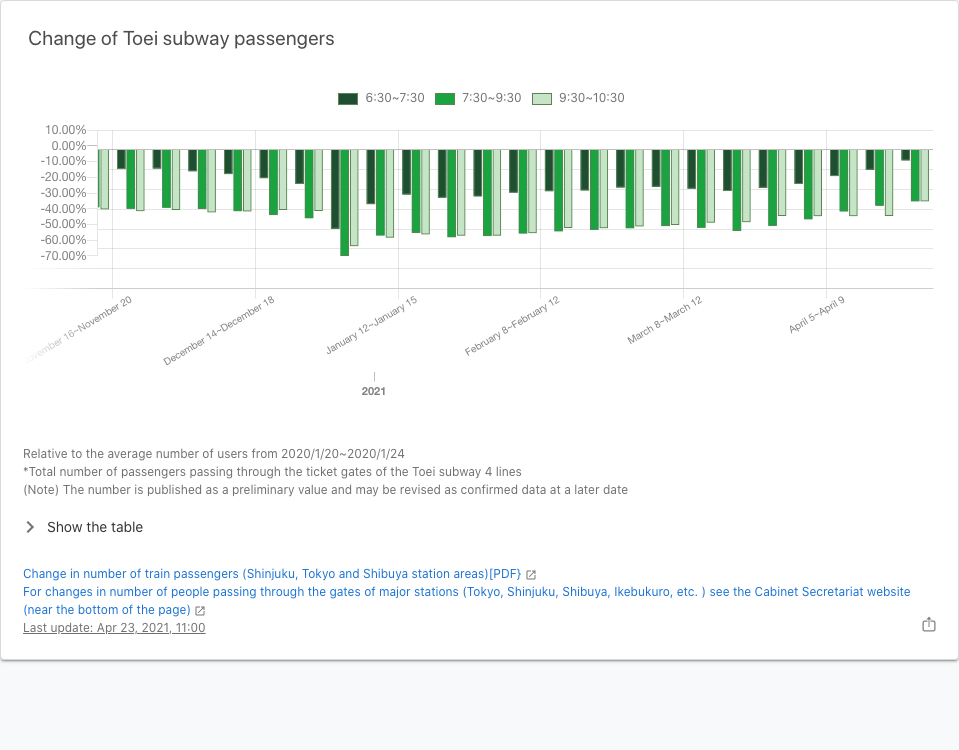 Change of Toei subway passengers
6:30~7:30 7:30~9:30 9:30~10:30
10.00%
0.00%
-10.00%
-20.00%
-30.00%
-40.00%
-50.00%
-60.00%
-70.00%
16~November 20
December 14~December 18
January 12~January 15
February 8~February 12
March 8~March 12
April 5~April 9
2021
Relative to the average number of users from 2020/1/20~2020/1/24
*Total number of passengers passing through the ticket gates of the Toei subway 4 lines
(Note) The number is published as a preliminary value and may be revised as confirmed data at a later date
Show the table
Change in number of train passengers (Shinjuku, Tokyo and Shibuya station areas)[PDF}
For changes in number of people passing through the gates of major stations (Tokyo, Shinjuku, Shibuya, Ikebukuro, etc. ) see the Cabinet Secretariat website
(near the bottom of the page)
Last update: Apr 23, 2021, 11:00